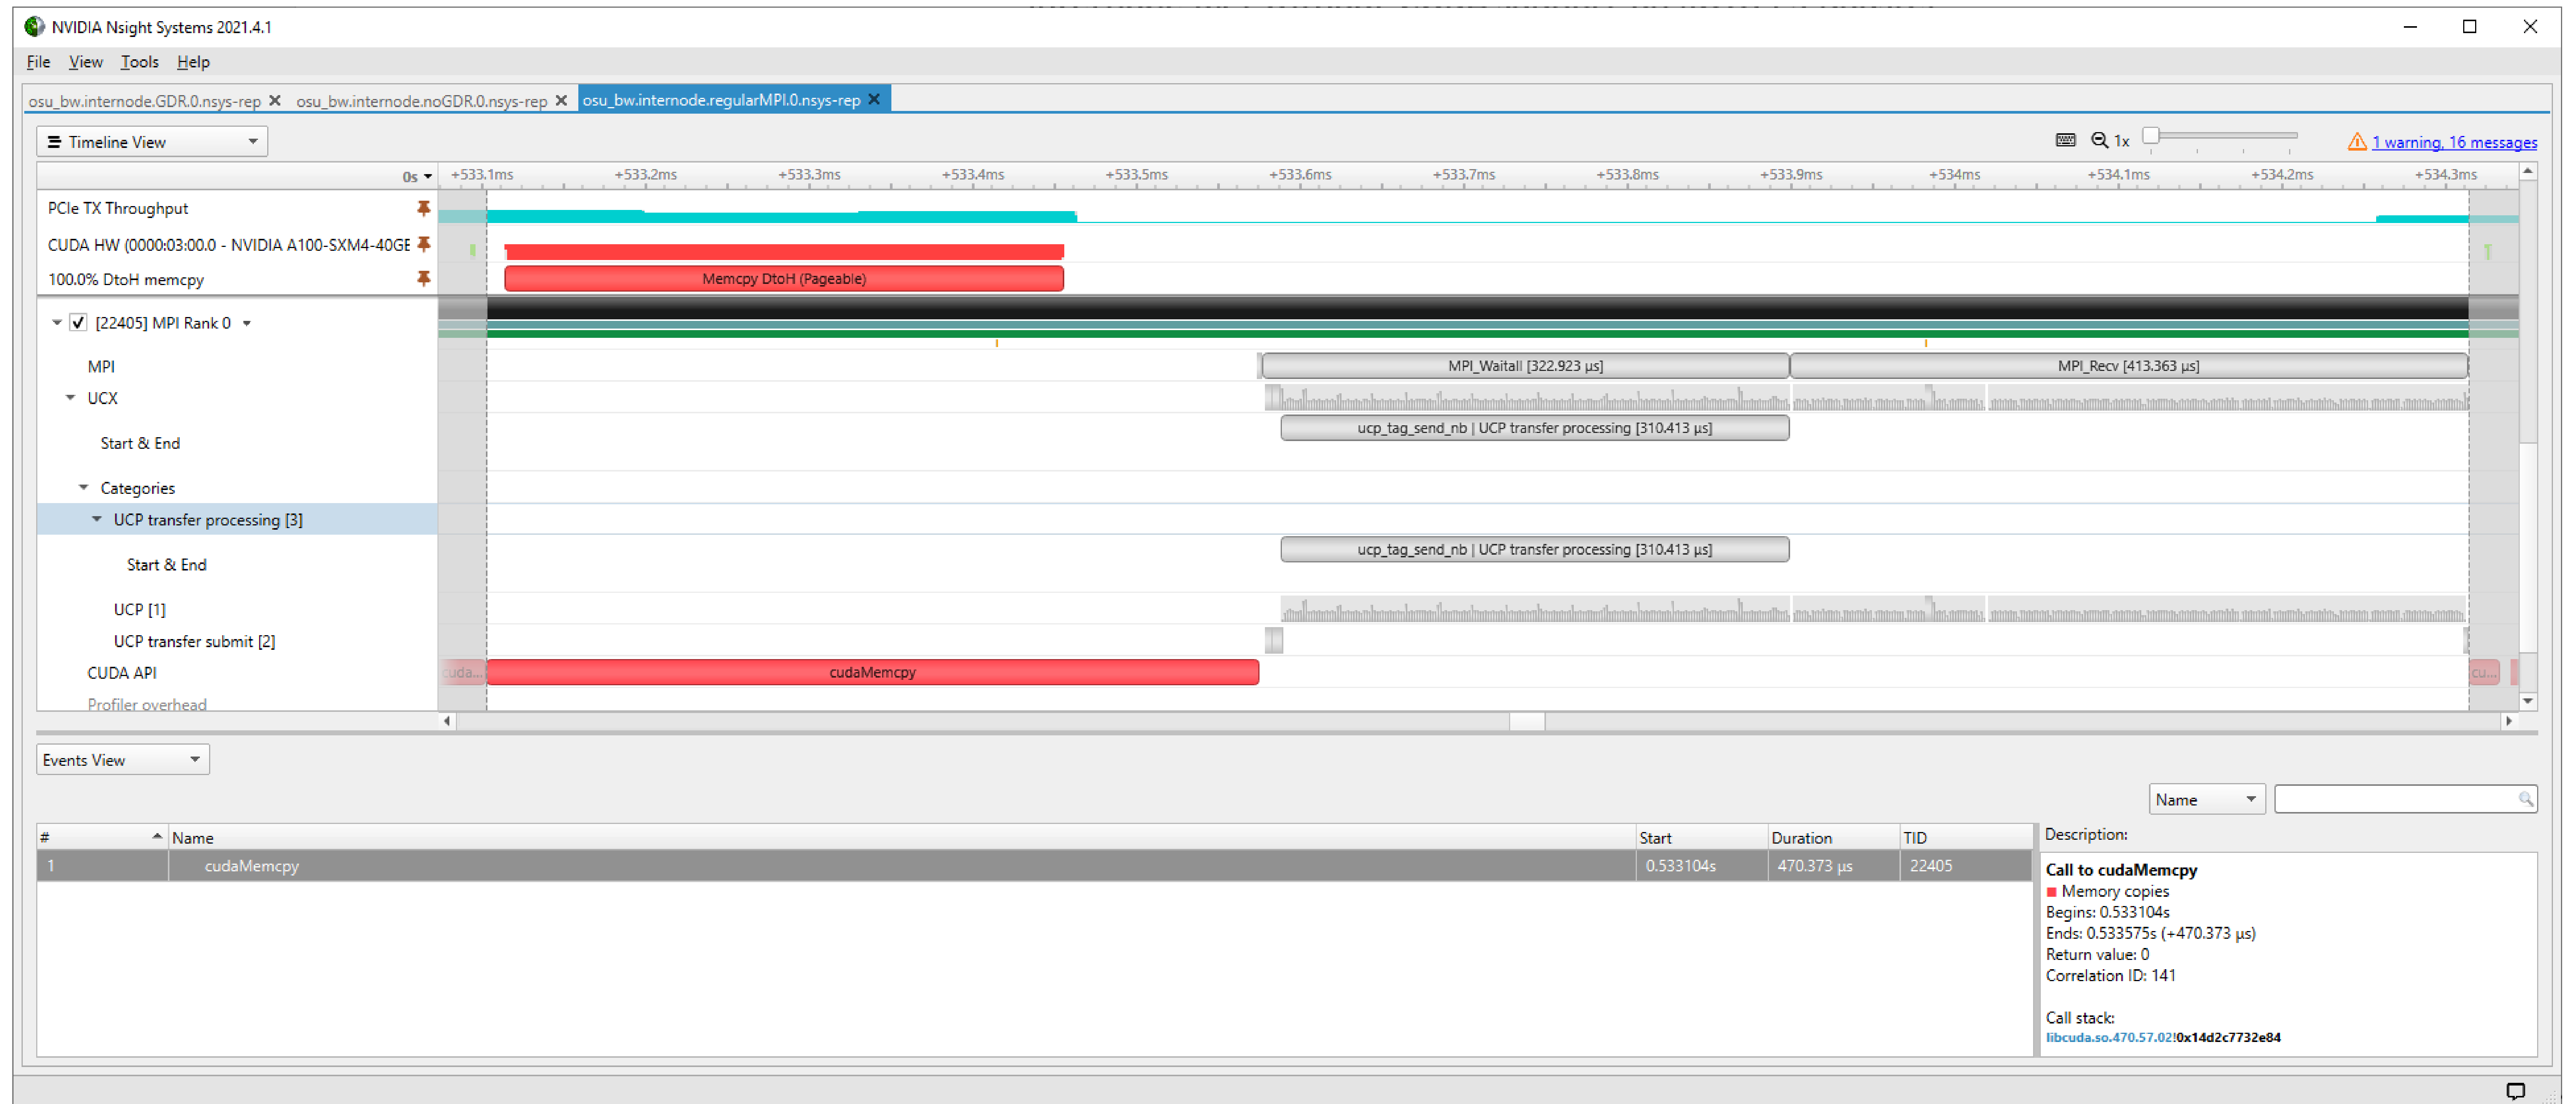 NVIDIA Nsight Systems 2021.4.1
File View Tools Help
osu_bw.internode.GDR.0.nsys-rep osu_bw.internode.noGDR.0.nsys-rep osu_bw.internode.regularMPI.0.nsys-rep
Timeline View 1x 1 warning, 16 messages
0s +533.1ms +533.2ms +533.3ms +533.4ms +533.5ms +533.6ms +533.7ms +533.8ms +533.9ms +534ms +534.1ms +534.2ms +534.3ms
PCIe TX Throughput
CUDA HW (0000:03:00.0 - NVIDIA A100-SXM4-40GE
100.0% DtoH memcpy Memcpy DtoH (Pageable)
[22405] MPI Rank 0
MPI MPI_Waitall [322.923 µs] MPI_Recv [413.363 µs]
UCX
Start & End ucp_tag_send_nb | UCP transfer processing [310.413 µs]
Categories
UCP transfer processing [3]
Start & End ucp_tag_send_nb | UCP transfer processing [310.413 µs]
UCP [1]
UCP transfer submit [2]
CUDA API cuda... cudaMemcpy cu...
Profiler overhead
Events View
Name
# Name Start Duration TID
1 cudaMemcpy 0.533104s 470.373 µs 22405
Description:
Call to cudaMemcpy
Memory copies
Begins: 0.533104s
Ends: 0.533575s (+470.373 µs)
Return value: 0
Correlation ID: 141
Call stack:
libcuda.so.470.57.02!0x14d2c7732e84